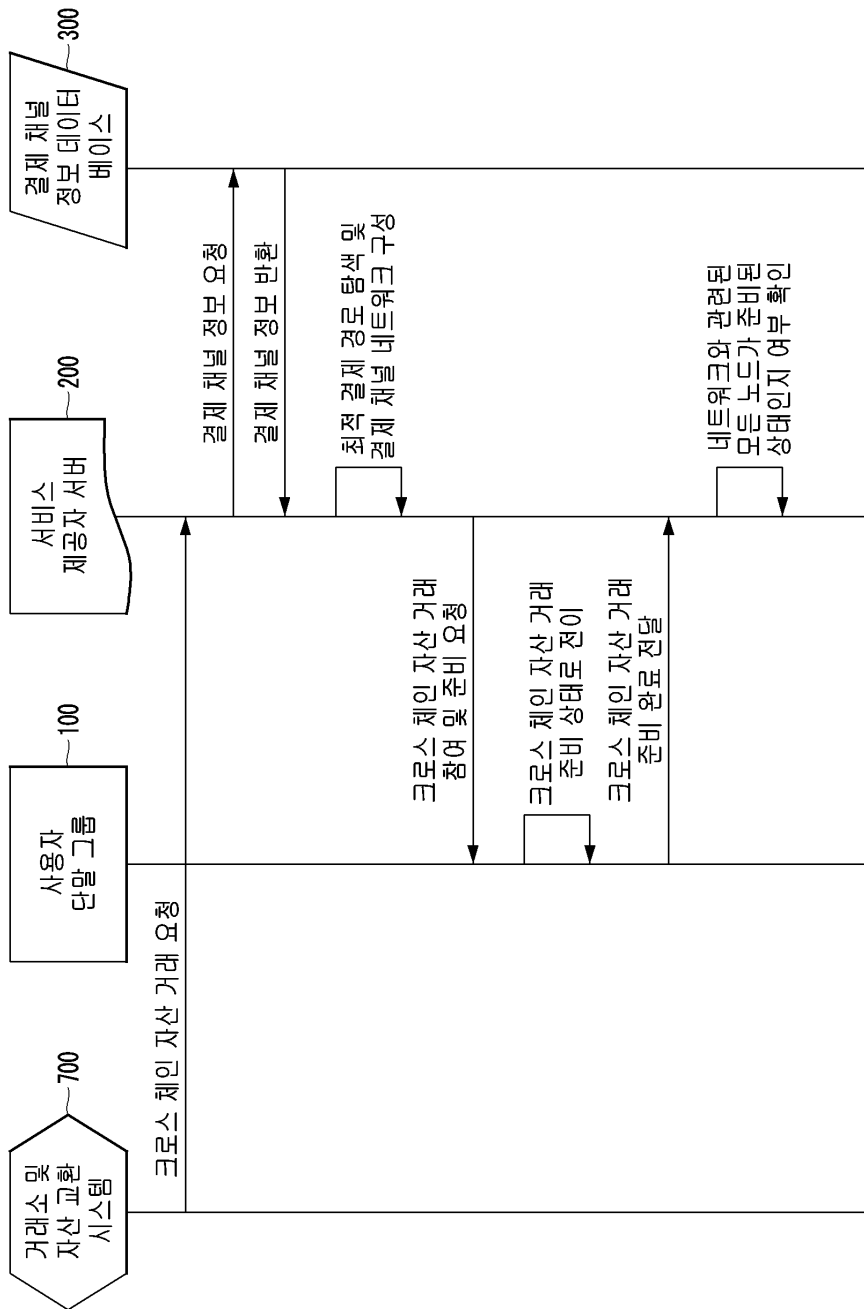 700
거래소 및
자산 교환
시스템
100
사용자
단말 그룹
200
서비스
제공자 서버
300
결제 채널
정보 데이터
베이스
크로스 체인 자산 거래 요청
결제 채널 정보 요청
결제 채널 정보 반환
최적 결제 경로 탐색 및
결제 채널 네트워크 구성
크로스 체인 자산 거래
참여 및 준비 요청
크로스 체인 자산 거래
준비 상태로 전이
크로스 체인 자산 거래
준비 완료 전달
네트워크와 관련된
모든 노드가 준비된
상태인지 여부 확인